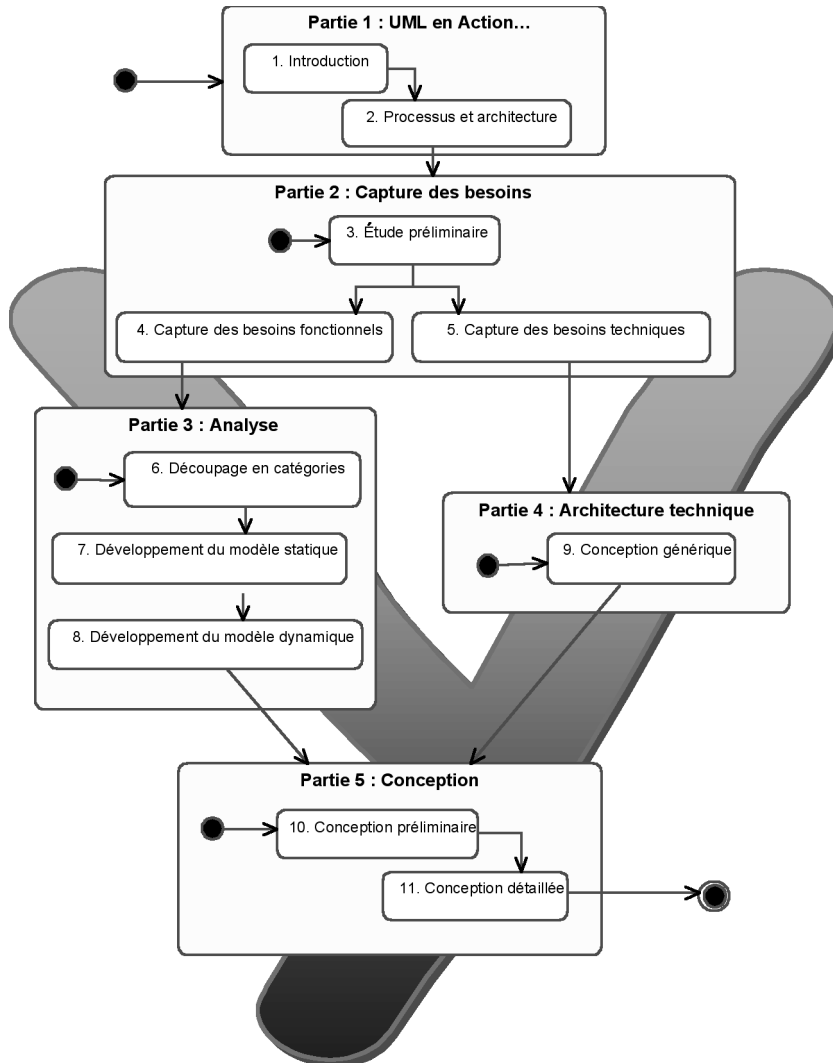 Partie 1 : UML en Action…
1. Introduction
2. Processus et architecture
Partie 2 : Capture des besoins
3. Étude préliminaire
4. Capture des besoins fonctionnels
5. Capture des besoins techniques
Partie 3 : Analyse
6. Découpage en catégories
7. Développement du modèle statique
8. Développement du modèle dynamique
Partie 4 : Architecture technique
9. Conception générique
Partie 5 : Conception
10. Conception préliminaire
11. Conception détaillée